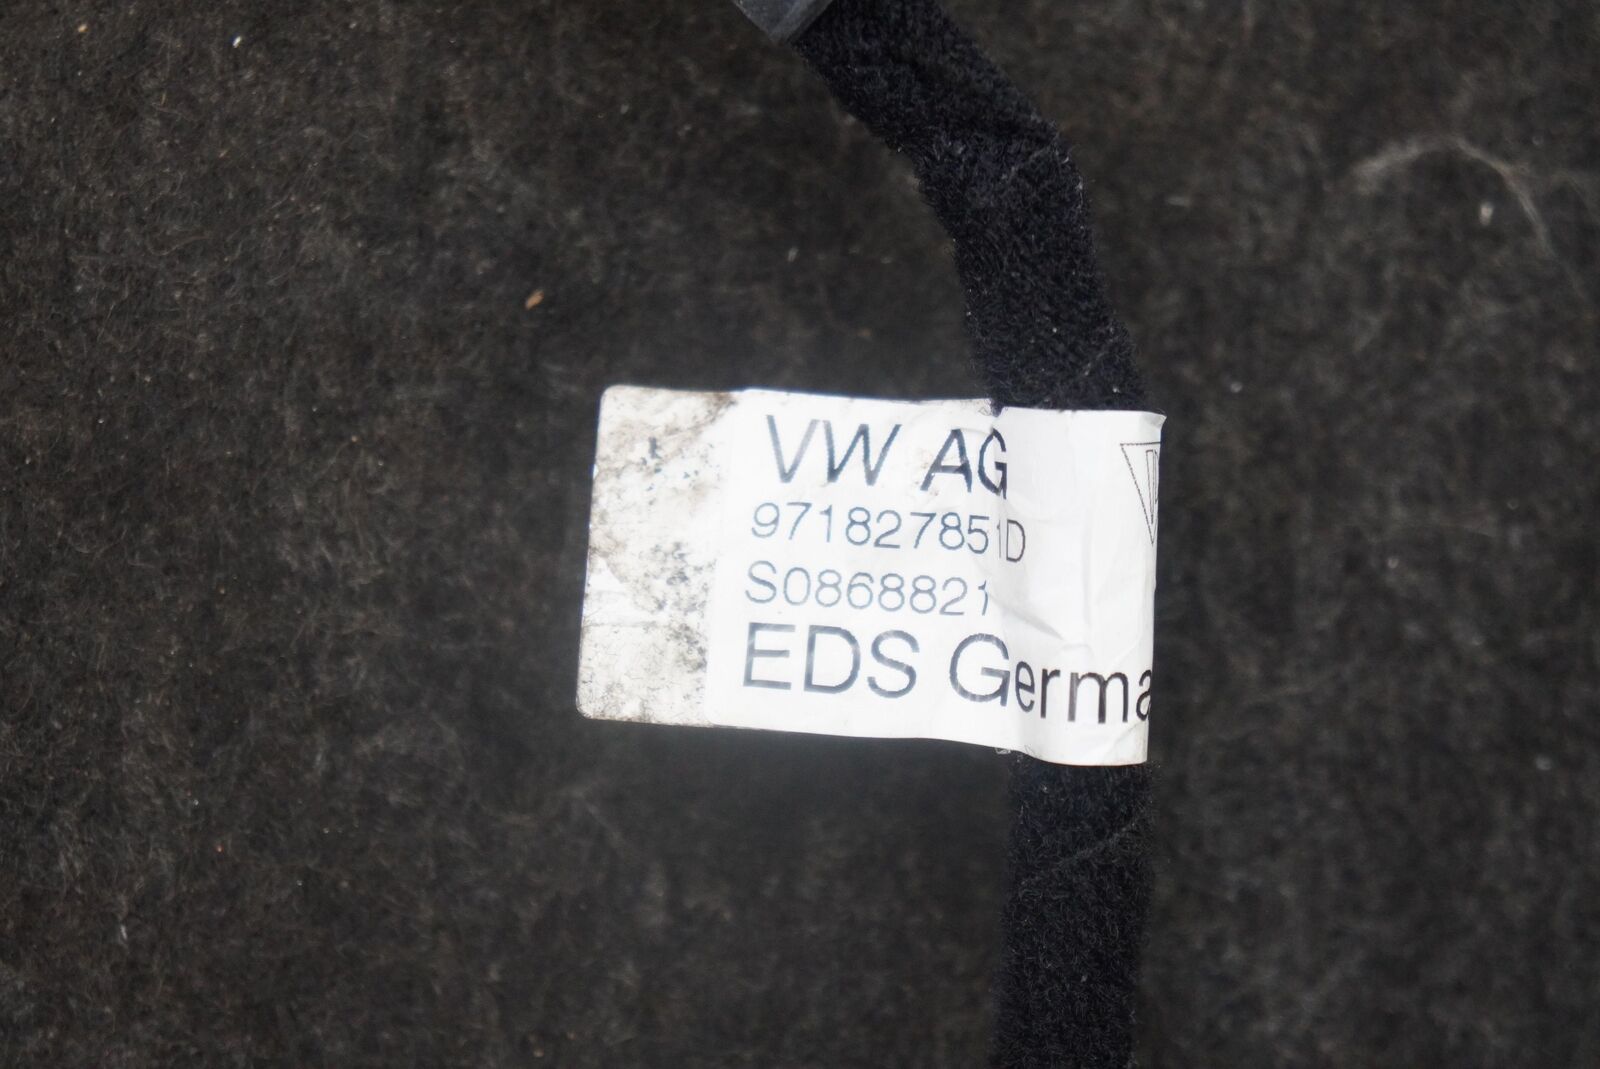 VW AG
971827851D
S0868821
EDS Germa